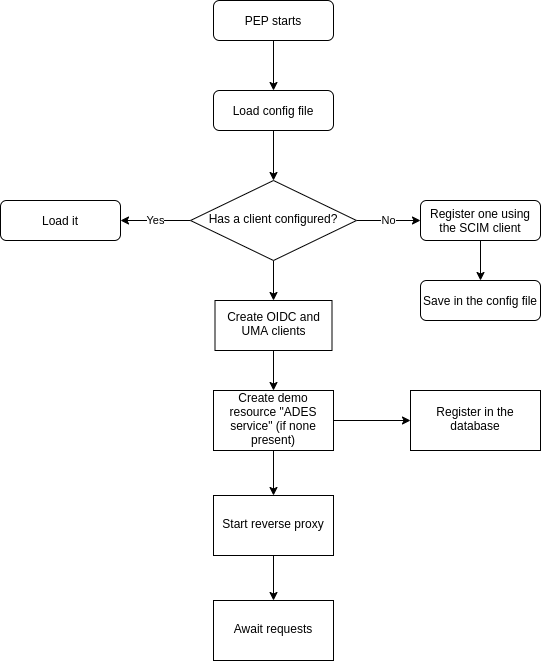 PEP starts
Load config file
Has a client configured?
Yes
Load it
No
Register one using
the SCIM client
Save in the config file
Create OIDC and
UMA clients
Create demo
resource "ADES
service" (if none
present)
Register in the
database
Start reverse proxy
Await requests